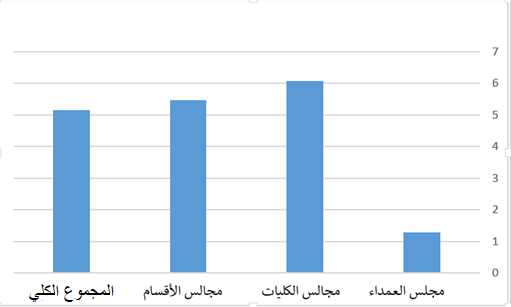 7
6
5
4
3
2
1
0
مجلس العمداء
مجالس الكليات
مجالس الأقسام
المجموع الكلي